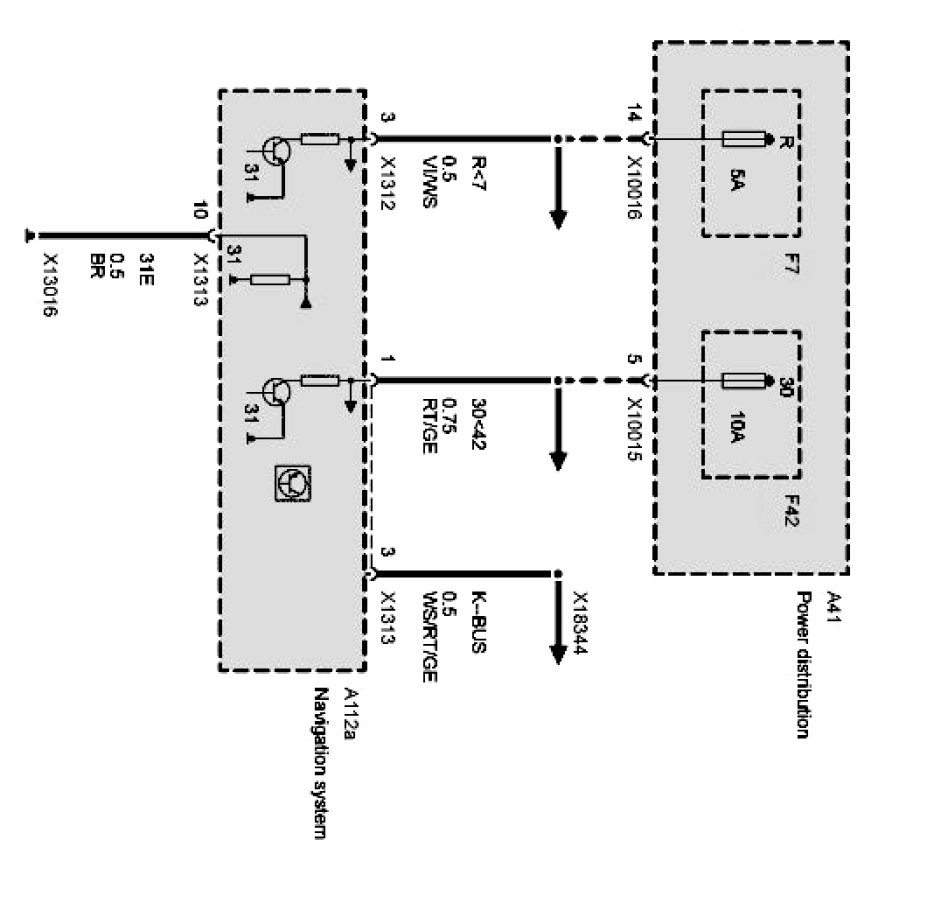 A41
Power distribution
F7
R
5A
F42
30
10A
14
X10016
5
X10015
X18344
R<7
0.5
VI/WS
30<42
0.75
RT/GE
K--BUS
0.5
WS/RT/GE
3
X1312
1
3
X1313
A112a
Navigation system
31
31
31
10
X1313
31E
0.5
BR
X13016